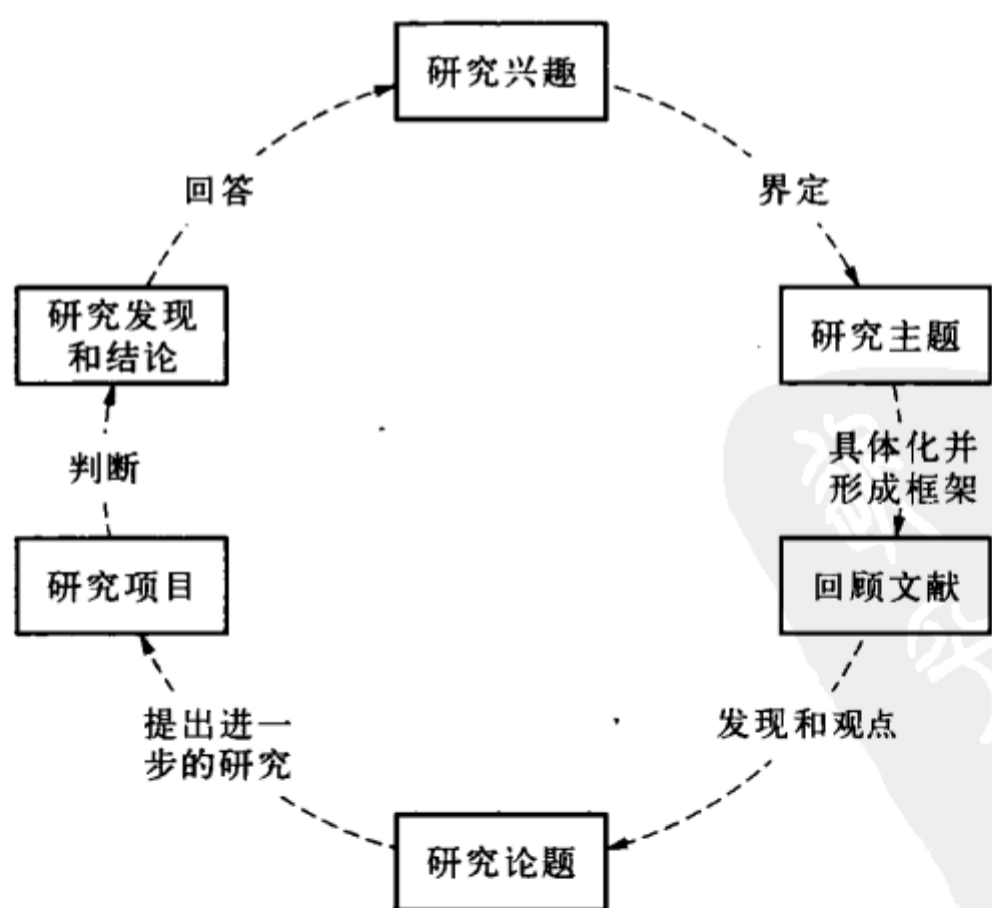 研究兴趣
回答
界定
研究发现
和结论
研究主题
判断
具体化并
形成框架
研究项目
回顾文献
提出进一
步的研究
发现和观点
研究论题